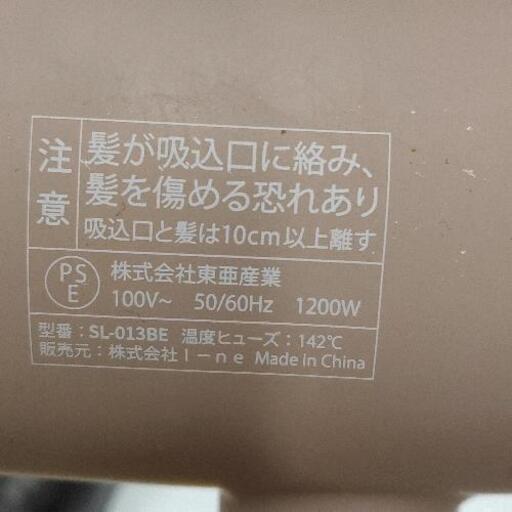 注意
髪が吸込口に絡み、
髪を傷める恐れあり
吸込口と髪は10cm以上離す
PSE
株式会社東亜産業
100V~ 50/60Hz 1200W
型番：SL-013BE 温度ヒューズ：142℃
販売元：株式会社I－ne Made in China